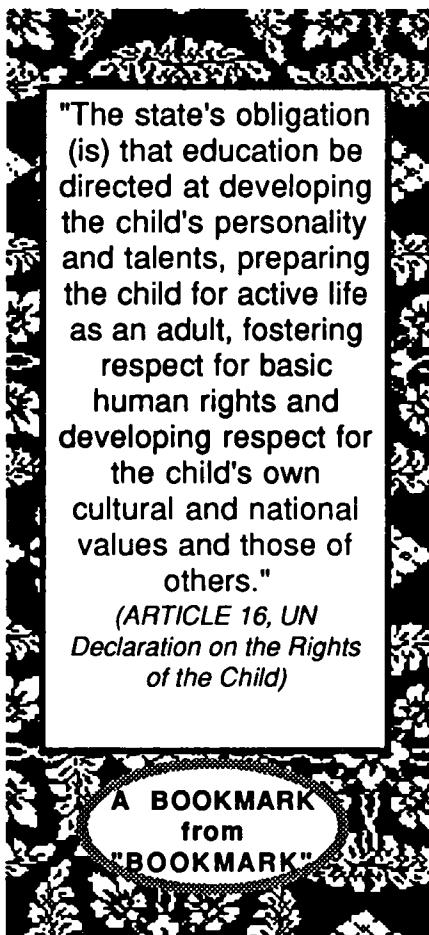 "The state's obligation
(is) that education be
directed at developing
the child's personality
and talents, preparing
the child for active life
as an adult, fostering
respect for basic
human rights and
developing respect for
the child's own
cultural and national
values and those of
others."
(ARTICLE 16, UN
Declaration on the Rights
of the Child)
A BOOKMARK
from
"BOOKMARK"